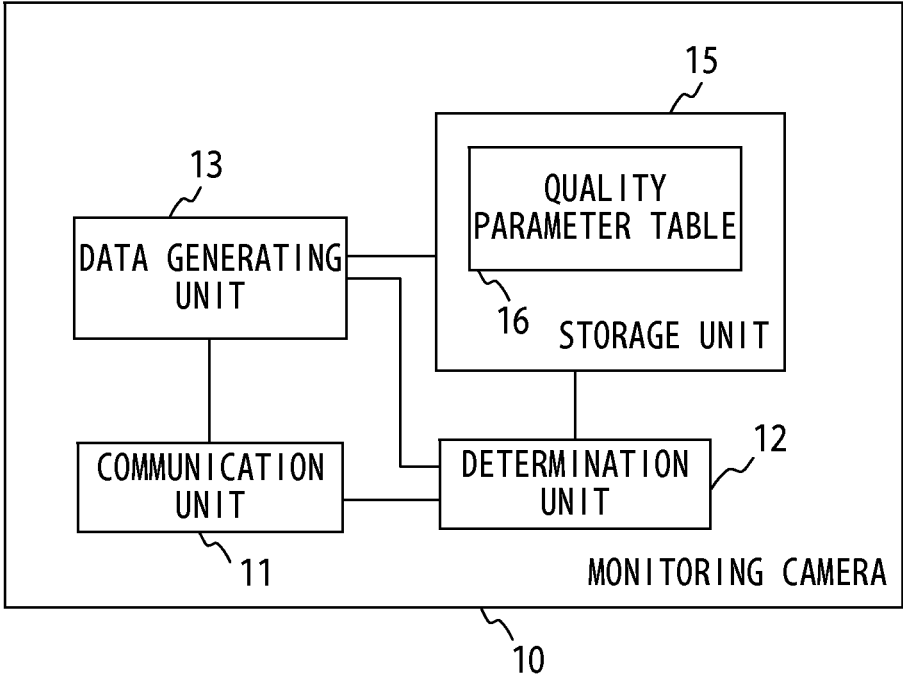 15
13
QUALITY
PARAMETER TABLE
DATA GENERATING
UNIT
16
STORAGE UNIT
12
COMMUNICATION
UNIT
DETERMINATION
UNIT
11
MONITORING CAMERA
10